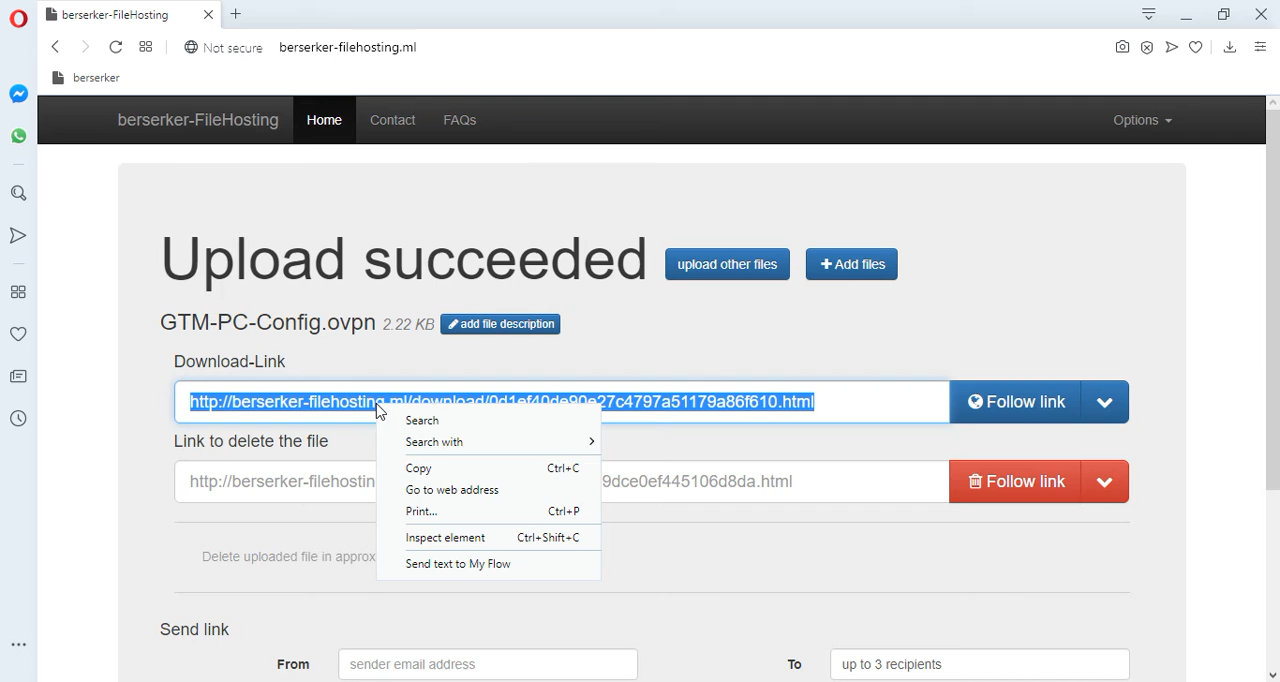 berserker-FileHosting
Not secure berserker-filehosting.ml
berserker
berserker-FileHosting Home Contact FAQs Options
Upload succeeded upload other files Add files
GTM-PC-Config.ovpn 2.22 KB add file description
Download-Link
http://berserker-filehosting.ml/download/0d1ef40de90e27c4797a51179a86f610.html Follow link
Search
Link to delete the file
Search with
Copy Ctrl+C
http://berserker-filehostin 9dce0ef445106d8da.html Follow link
Go to web address
Print... Ctrl+P
Inspect element Ctrl+Shift+C
Delete uploaded file in approx
Send text to My Flow
Send link
From sender email address To up to 3 recipients